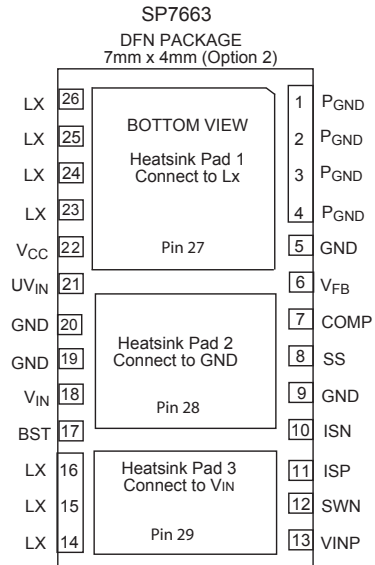 SP7663
DFN PACKAGE
7mm x 4mm (Option 2)
BOTTOM VIEW
Heatsink Pad 1
Connect to Lx
Pin 27
Heatsink Pad 2
Connect to GND
Pin 28
Heatsink Pad 3
Connect to VIN
Pin 29
LX 26
LX 25
LX 24
LX 23
VCC 22
UVIN 21
GND 20
GND 19
VIN 18
BST 17
LX 16
LX 15
LX 14
1 PGND
2 PGND
3 PGND
4 PGND
5 GND
6 VFB
7 COMP
8 SS
9 GND
10 ISN
11 ISP
12 SWN
13 VINP